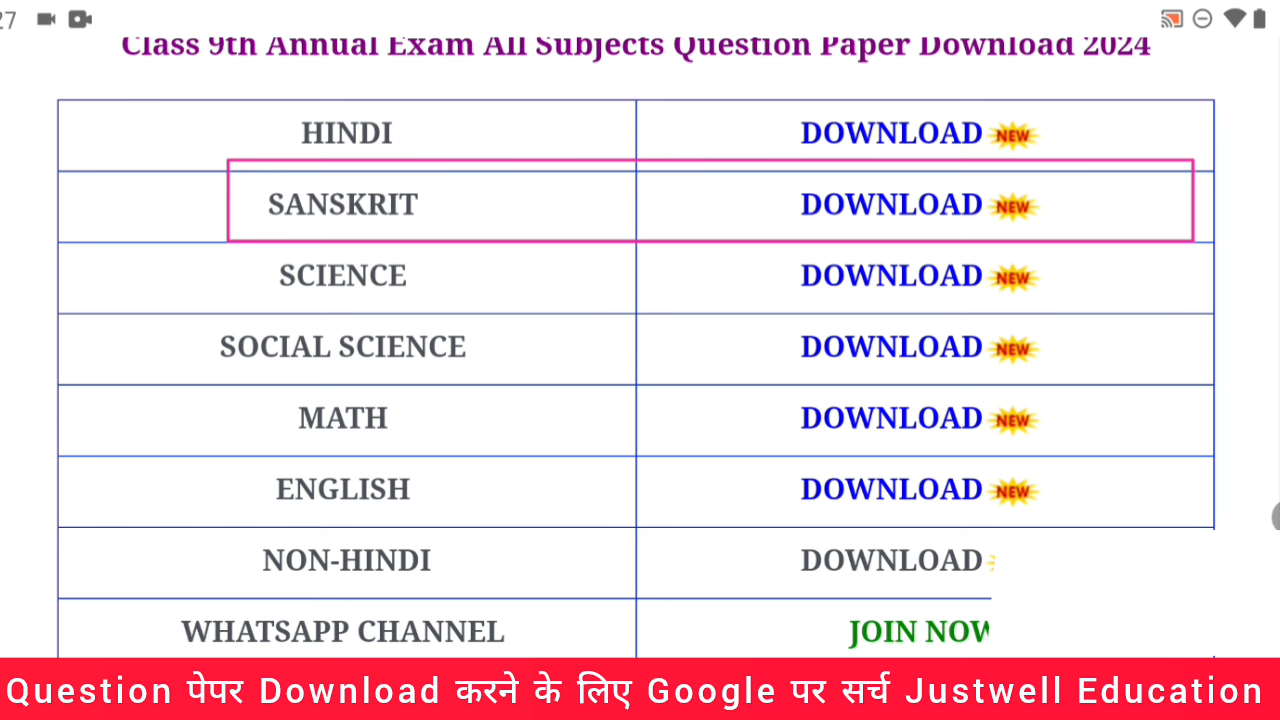 27
Class 9th Annual Exam All Subjects Question Paper Download 2024
HINDI DOWNLOAD NEW
SANSKRIT DOWNLOAD NEW
SCIENCE DOWNLOAD NEW
SOCIAL SCIENCE DOWNLOAD NEW
MATH DOWNLOAD NEW
ENGLISH DOWNLOAD NEW
NON-HINDI DOWNLOAD
WHATSAPP CHANNEL JOIN NOW
Question पेपर Download करने के लिए Google पर सर्च Justwell Education